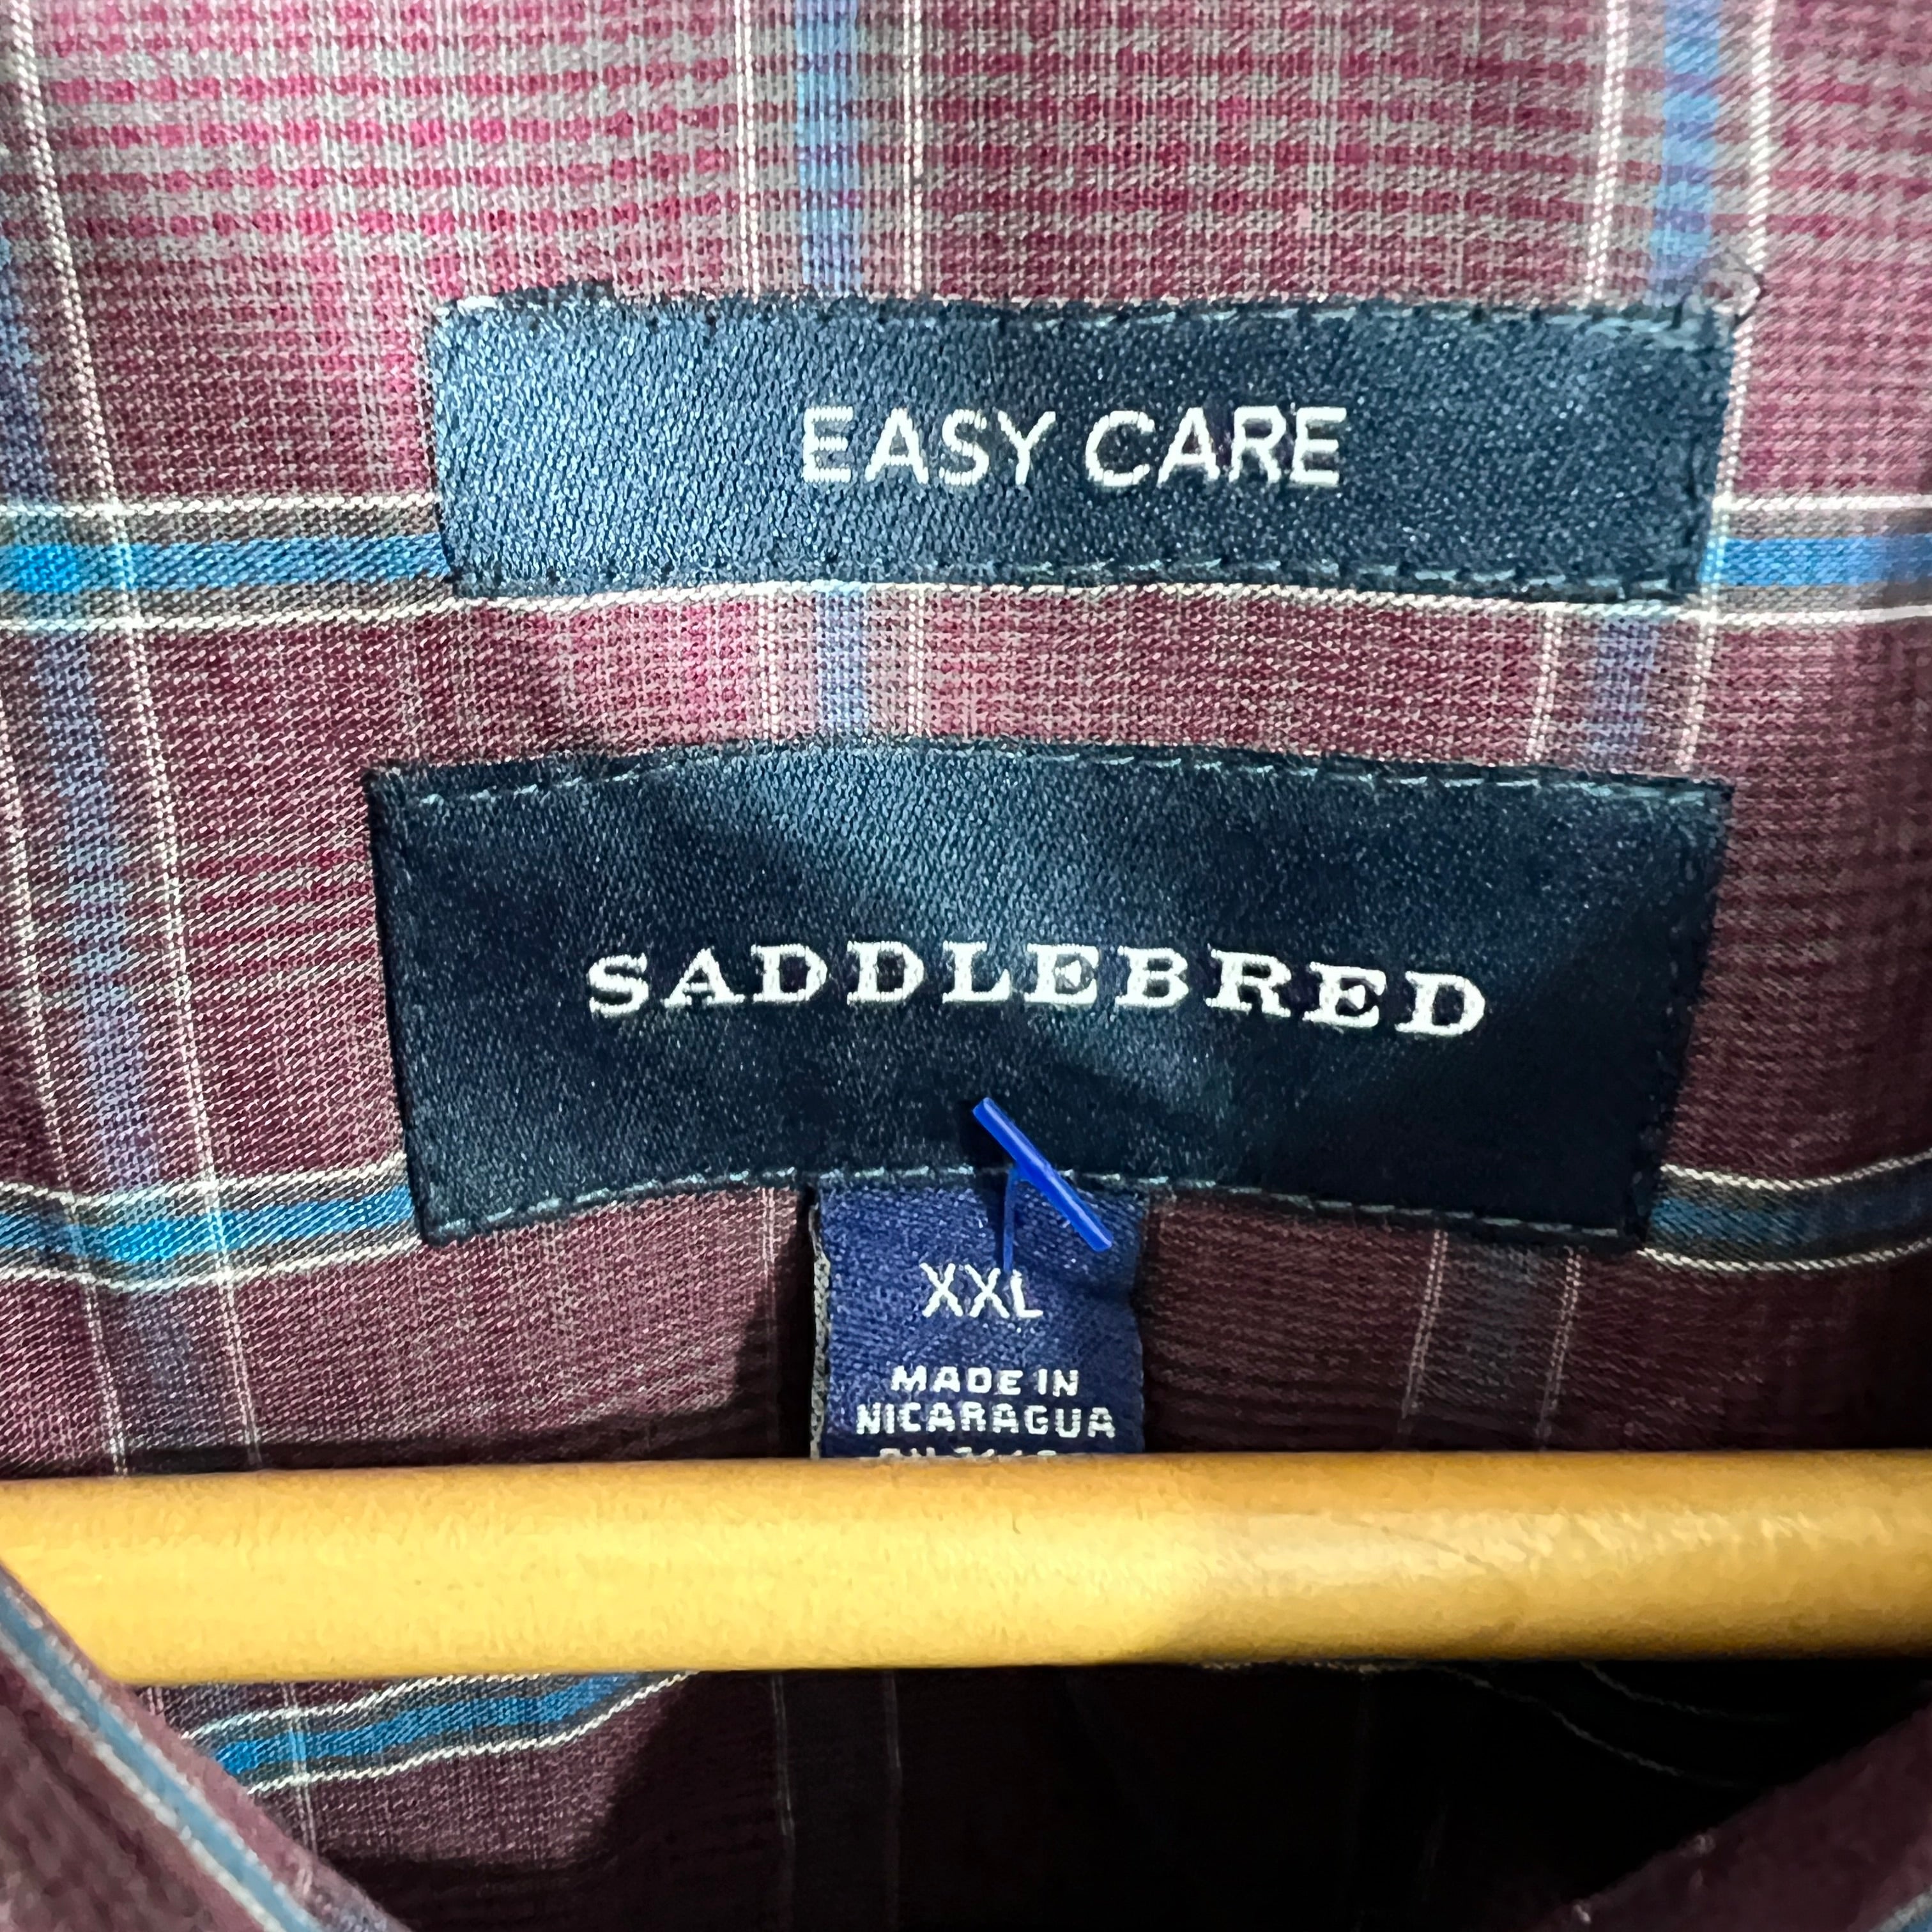 EASY CARE
SADDLEBRED
XXL
MADE IN
NICARAGUA